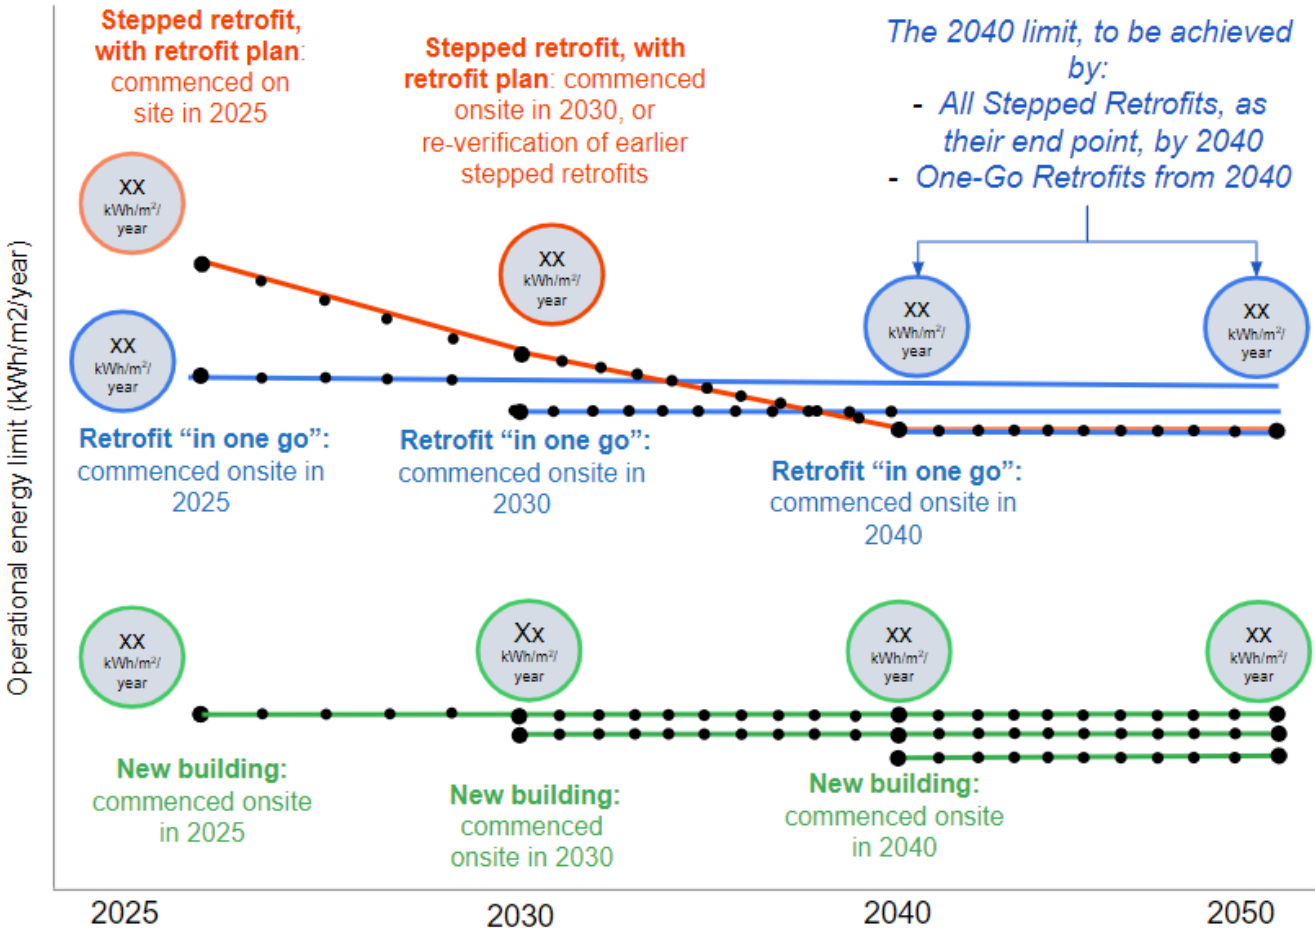 Stepped retrofit,
with retrofit plan:
commenced on
site in 2025
Stepped retrofit, with
retrofit plan: commenced
onsite in 2030, or
re-verification of earlier
stepped retrofits
The 2040 limit, to be achieved
by:
- All Stepped Retrofits, as
their end point, by 2040
- One-Go Retrofits from 2040
XX
kWh/m²/
year
XX
kWh/m²/
year
XX
kWh/m²/
year
XX
kWh/m²/
year
XX
kWh/m²/
year
Operational energy limit (kWh/m2/year)
Retrofit “in one go”:
commenced onsite in
2025
Retrofit “in one go”:
commenced onsite in
2030
Retrofit “in one go”:
commenced onsite in
2040
XX
kWh/m²/
year
Xx
kWh/m²/
year
XX
kWh/m²/
year
XX
kWh/m²/
year
New building:
commenced onsite
in 2025
New building:
commenced
onsite in 2030
New building:
commenced onsite
in 2040
2025
2030
2040
2050